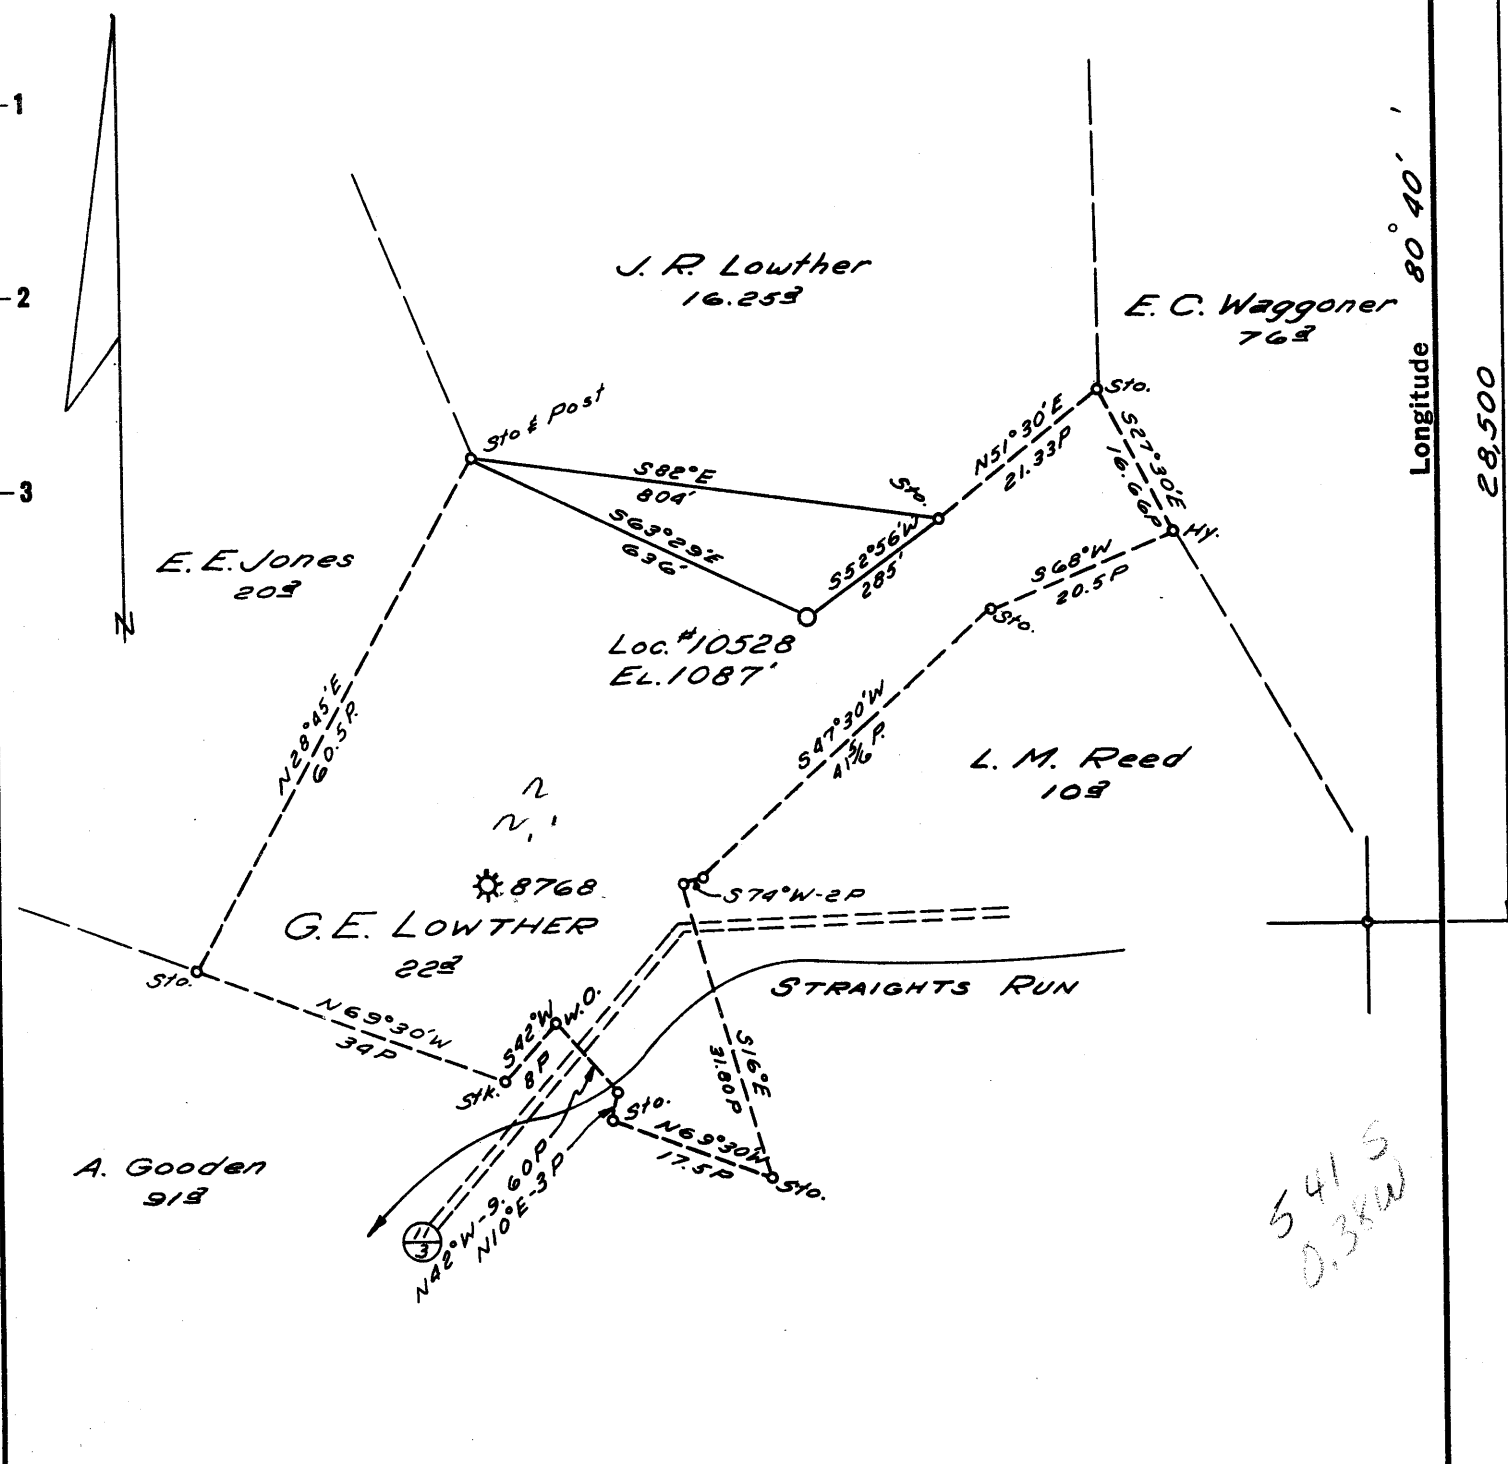 -1
-2
-3
N
J. R. Lowther
16.25a
E. C. Waggoner
76a
Longitude 80° 40'
28,500
Sto & Post
Sto.
S82°E
804'
S63°29'E
636'
Sto.
S52°56'W
285'
N51°30'E
21.33P
S27°30'E
16.66P
Hy.
S68°W
20.5P
Sto.
E. E. Jones
20a
Loc.#10528
EL.1087'
N28°45'E
60.5P.
S47°30'W
41 5/6 P.
L. M. Reed
10a
8768
S74°W-2P
G.E. LOWTHER
22a
STRAIGHTS RUN
Sto.
N69°30'W
34P
Stk.
S42°W
8P
W.O.
Sto.
S16°E
31.80P
N69°30'W
17.5P
Sto.
A. Gooden
91a
11
3
N42°W-9.60P
N10°E-3P
5 41 S
0.38W